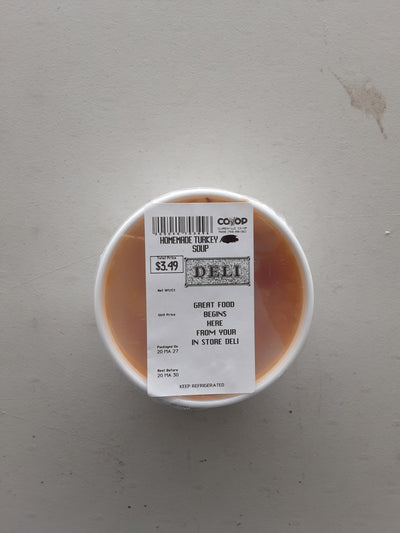 CO-OP
HOMEMADE TURKEY
SOUP
Total Price
$3.49
DELI
Net Wt/Ct
GREAT FOOD
BEGINS
HERE
FROM YOUR
IN STORE DELI
Unit Price
Packaged On
20 MA 27
Best Before
20 MA 30
KEEP REFRIGERATED